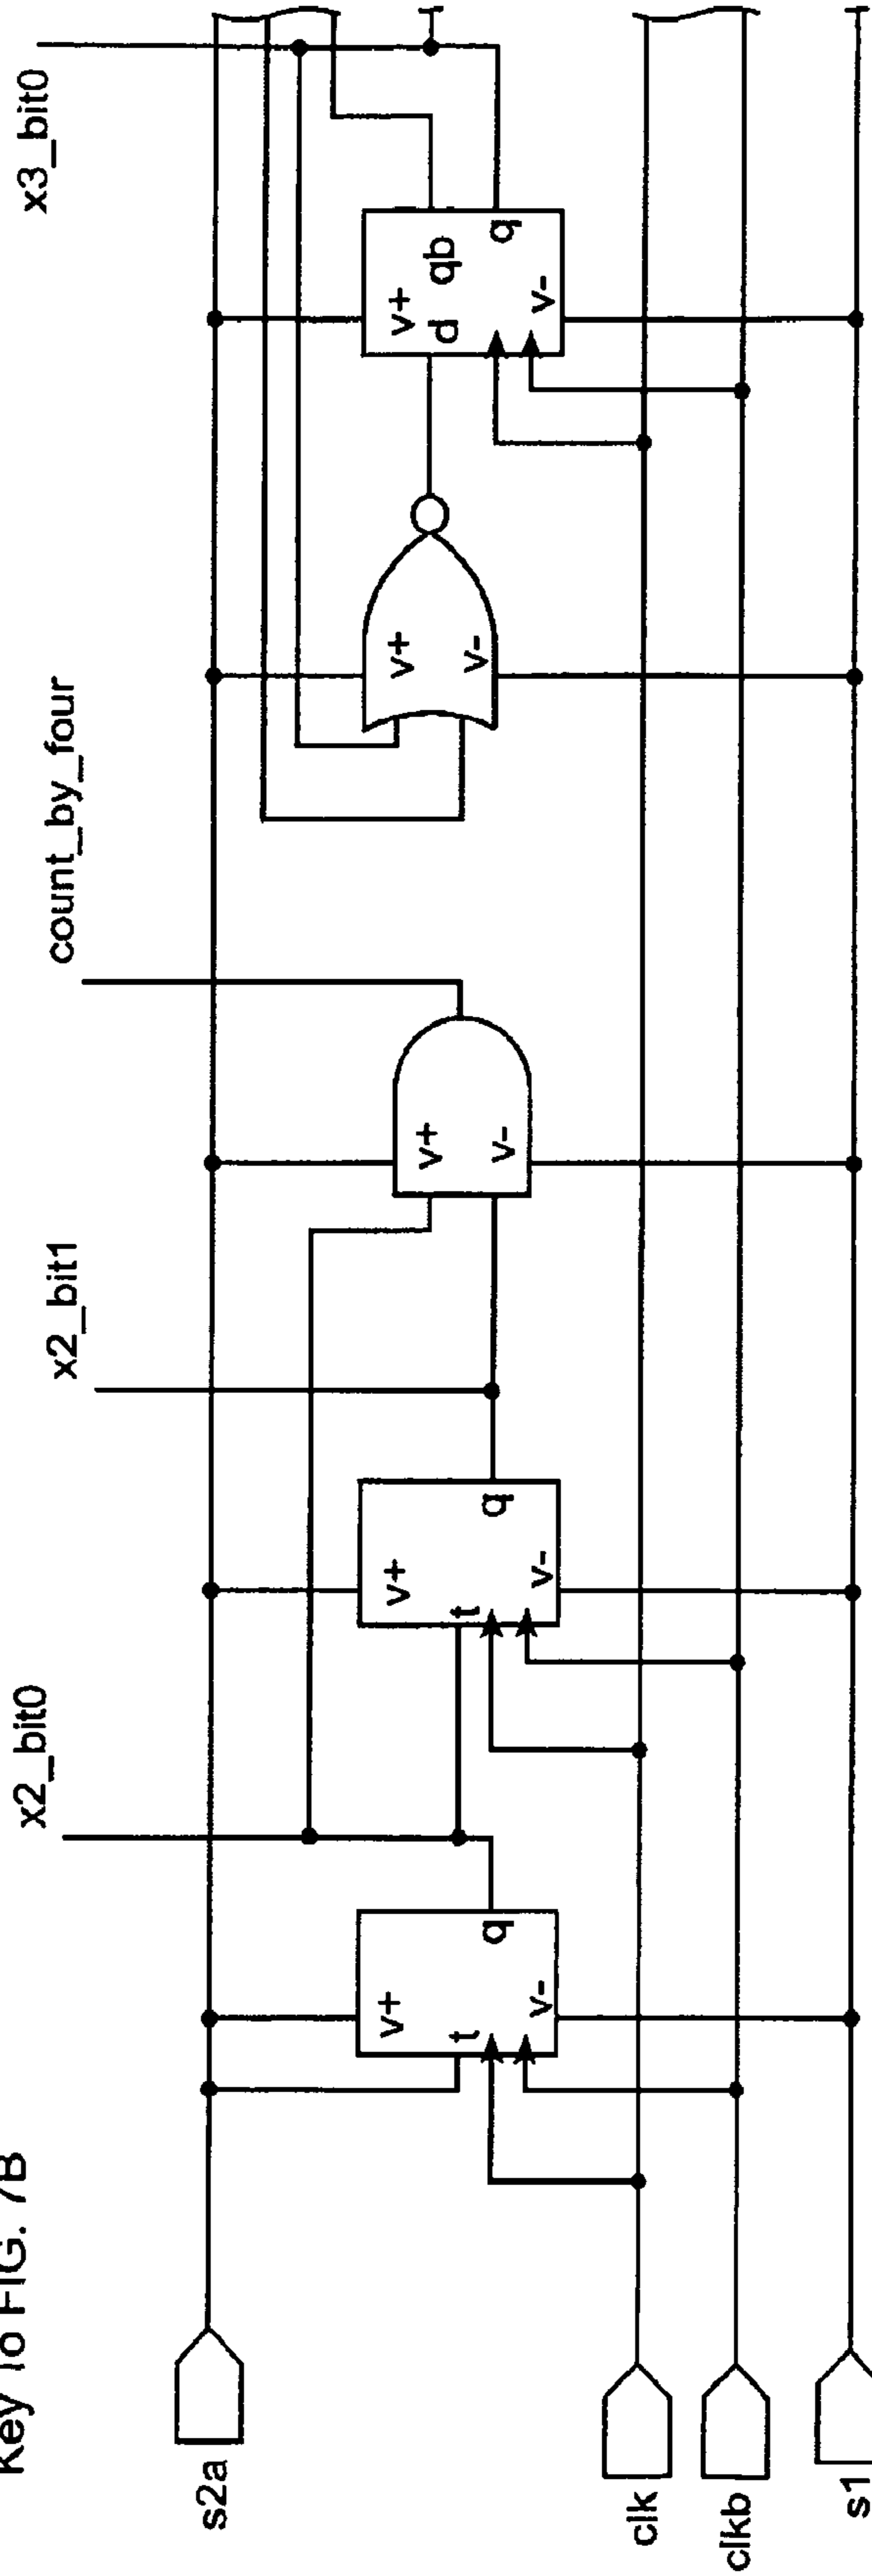 Key To FIG. 7B
x2_bit0
x2_bit1
count_by_four
x3_bit0
s2a
v+
t
q
v-
v+
t
q
v-
v+
v-
v+
v-
v+
d
qb
q
v-
clk
clkb
s1